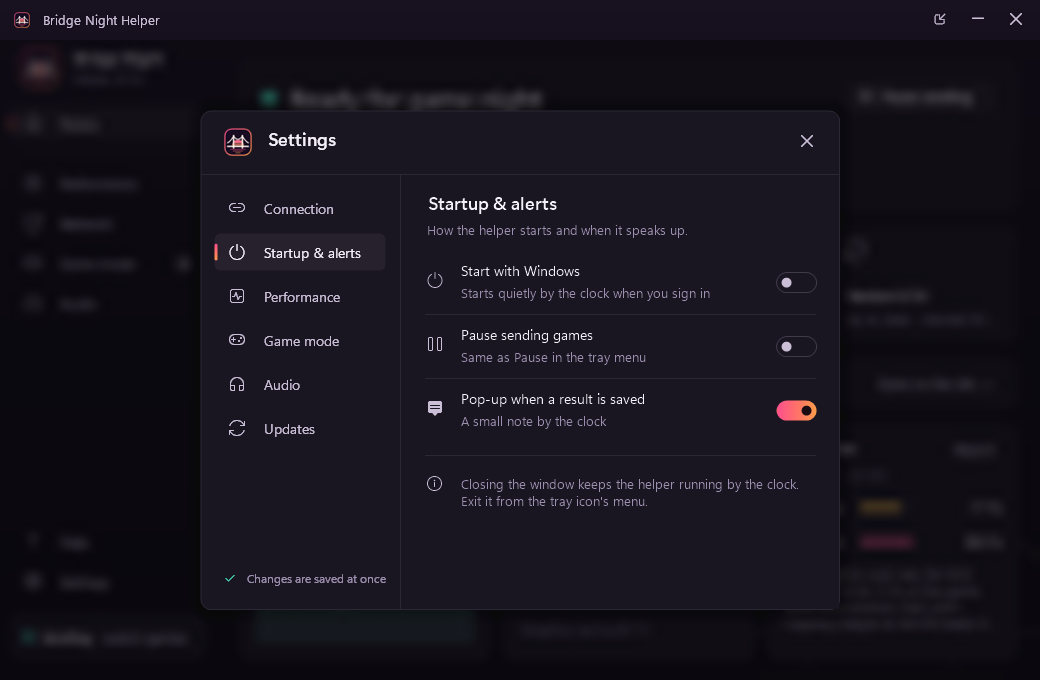 Bridge Night Helper
Ready for game night
Settings
Connection
Startup & alerts
Performance
Game mode
Audio
Updates
Changes are saved at once
Startup & alerts
How the helper starts and when it speaks up.
Start with Windows
Starts quietly by the clock when you sign in
Pause sending games
Same as Pause in the tray menu
Pop-up when a result is saved
A small note by the clock
Closing the window keeps the helper running by the clock.
Exit it from the tray icon's menu.